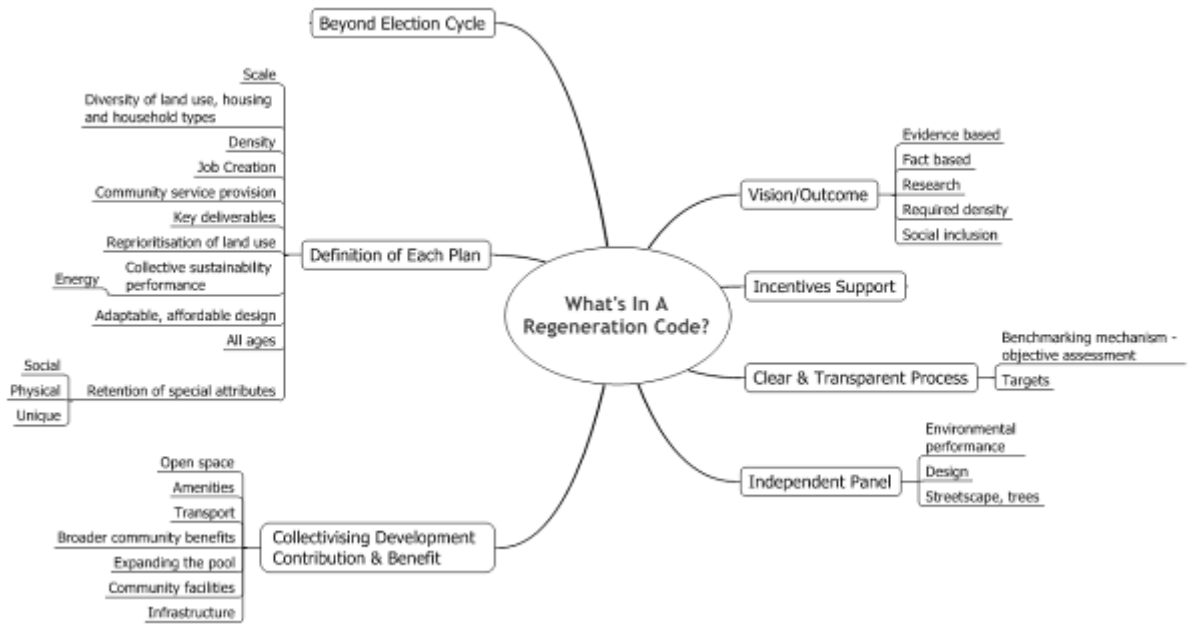 Beyond Election Cycle
Scale
Diversity of land use, housing
and household types
Density
Job Creation
Community service provision
Key deliverables
Reprioritisation of land use
Energy
Collective sustainability
performance
Adaptable, affordable design
All ages
Social
Physical
Unique
Retention of special attributes
Definition of Each Plan
Open space
Amenities
Transport
Broader community benefits
Expanding the pool
Community facilities
Infrastructure
Collectivising Development
Contribution & Benefit
What's In A
Regeneration Code?
Vision/Outcome
Evidence based
Fact based
Research
Required density
Social inclusion
Incentives Support
Clear & Transparent Process
Benchmarking mechanism -
objective assessment
Targets
Independent Panel
Environmental
performance
Design
Streetscape, trees